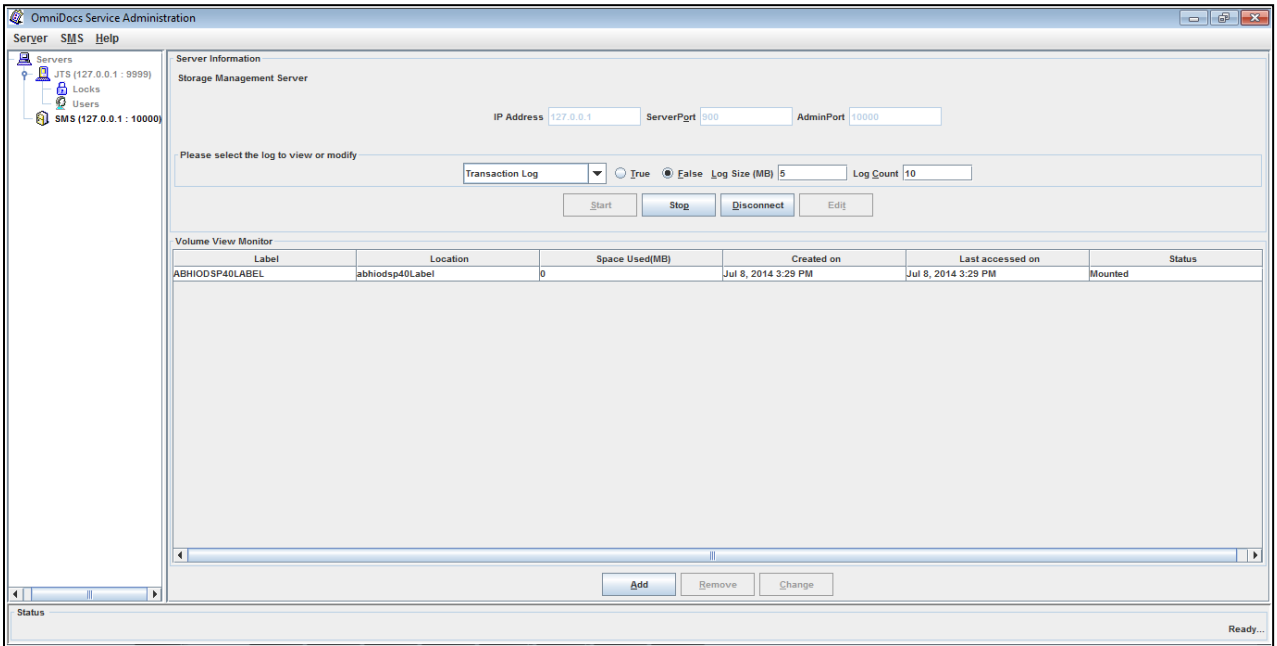 OmniDocs Service Administration
Server SMS Help
Servers
JTS (127.0.0.1 : 9999)
Locks
Users
SMS (127.0.0.1 : 10000)
Server Information
Storage Management Server
IP Address 127.0.0.1 ServerPort 900 AdminPort 10000
Please select the log to view or modify
Transaction Log True False Log Size (MB) 5 Log Count 10
Start Stop Disconnect Edit
Volume View Monitor
Label Location Space Used(MB) Created on Last accessed on Status
ABHIODSP40LABEL abhiodsp40Label 0 Jul 8, 2014 3:29 PM Jul 8, 2014 3:29 PM Mounted
Add Remove Change
Status
Ready...